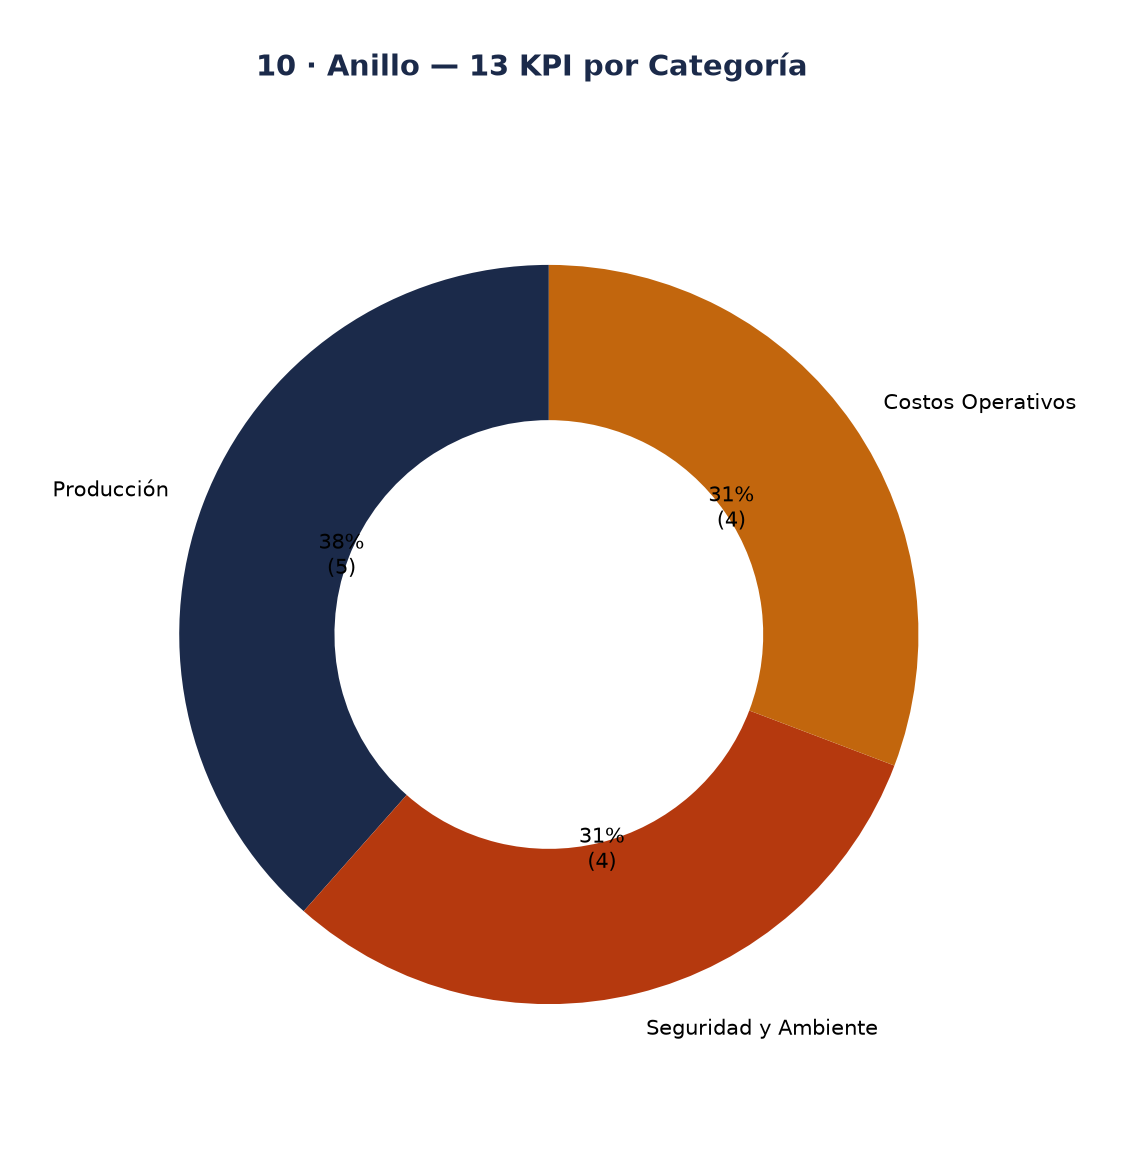 10 · Anillo — 13 KPI por Categoría
Costos Operativos
Producción
31%
(4)
38%
(5)
31%
(4)
Seguridad y Ambiente